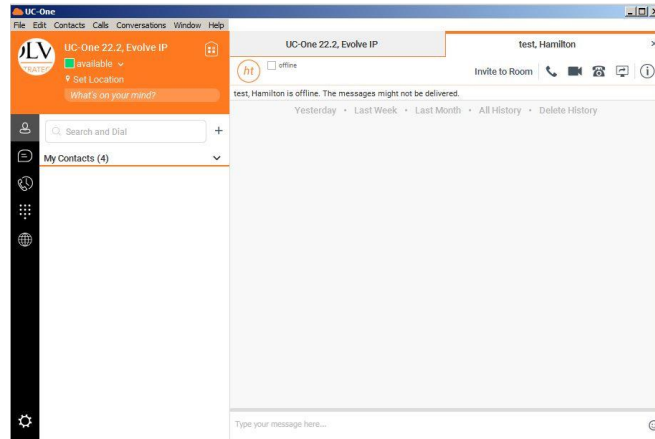 UC-One
File Edit Contacts Calls Conversations Window Help
UC-One 22.2, Evolve IP
available
Set Location
What's on your mind?
Search and Dial
My Contacts (4)
UC-One 22.2, Evolve IP
test, Hamilton
ht
offline
Invite to Room
test, Hamilton is offline. The messages might not be delivered.
Yesterday • Last Week • Last Month • All History • Delete History
Type your message here...